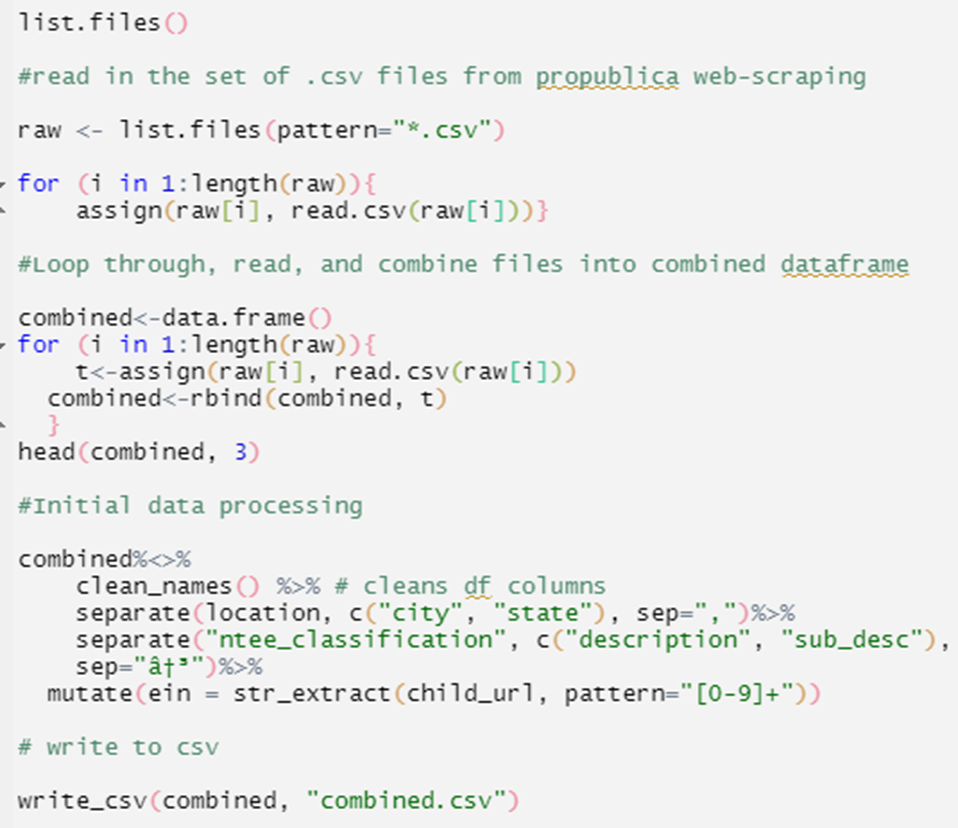 list.files()
#read in the set of .csv files from propublica web-scraping
raw <- list.files(pattern="*.csv")
for (i in 1:length(raw)){
assign(raw[i], read.csv(raw[i]))}
#Loop through, read, and combine files into combined dataframe
combined<-data.frame()
for (i in 1:length(raw)){
t<-assign(raw[i], read.csv(raw[i]))
combined<-rbind(combined, t)
}
head(combined, 3)
#Initial data processing
combined%<>%
clean_names() %>% # cleans df columns
separate(location, c("city", "state"), sep=",")%>%
separate("ntee_classification", c("description", "sub_desc"),
sep="â†³")%>%
mutate(ein = str_extract(child_url, pattern="[0-9]+"))
# write to csv
write_csv(combined, "combined.csv")